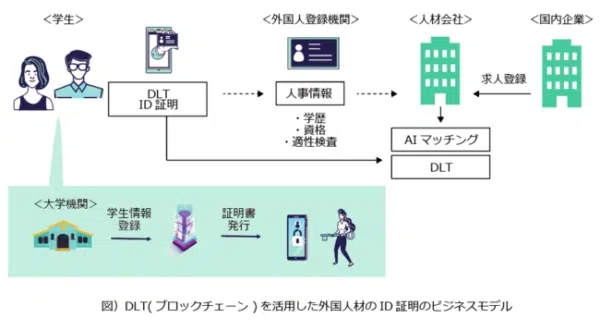 <学生>
<外国人登録機関>
<人材会社>
<国内企業>
DLT
ID 証明
人事情報
求人登録
・学歴
・資格
・適性検査
AI マッチング
DLT
<大学機関>
学生情報
登録
証明書
発行
図）DLT( ブロックチェーン ) を活用した外国人材の ID 証明のビジネスモデル